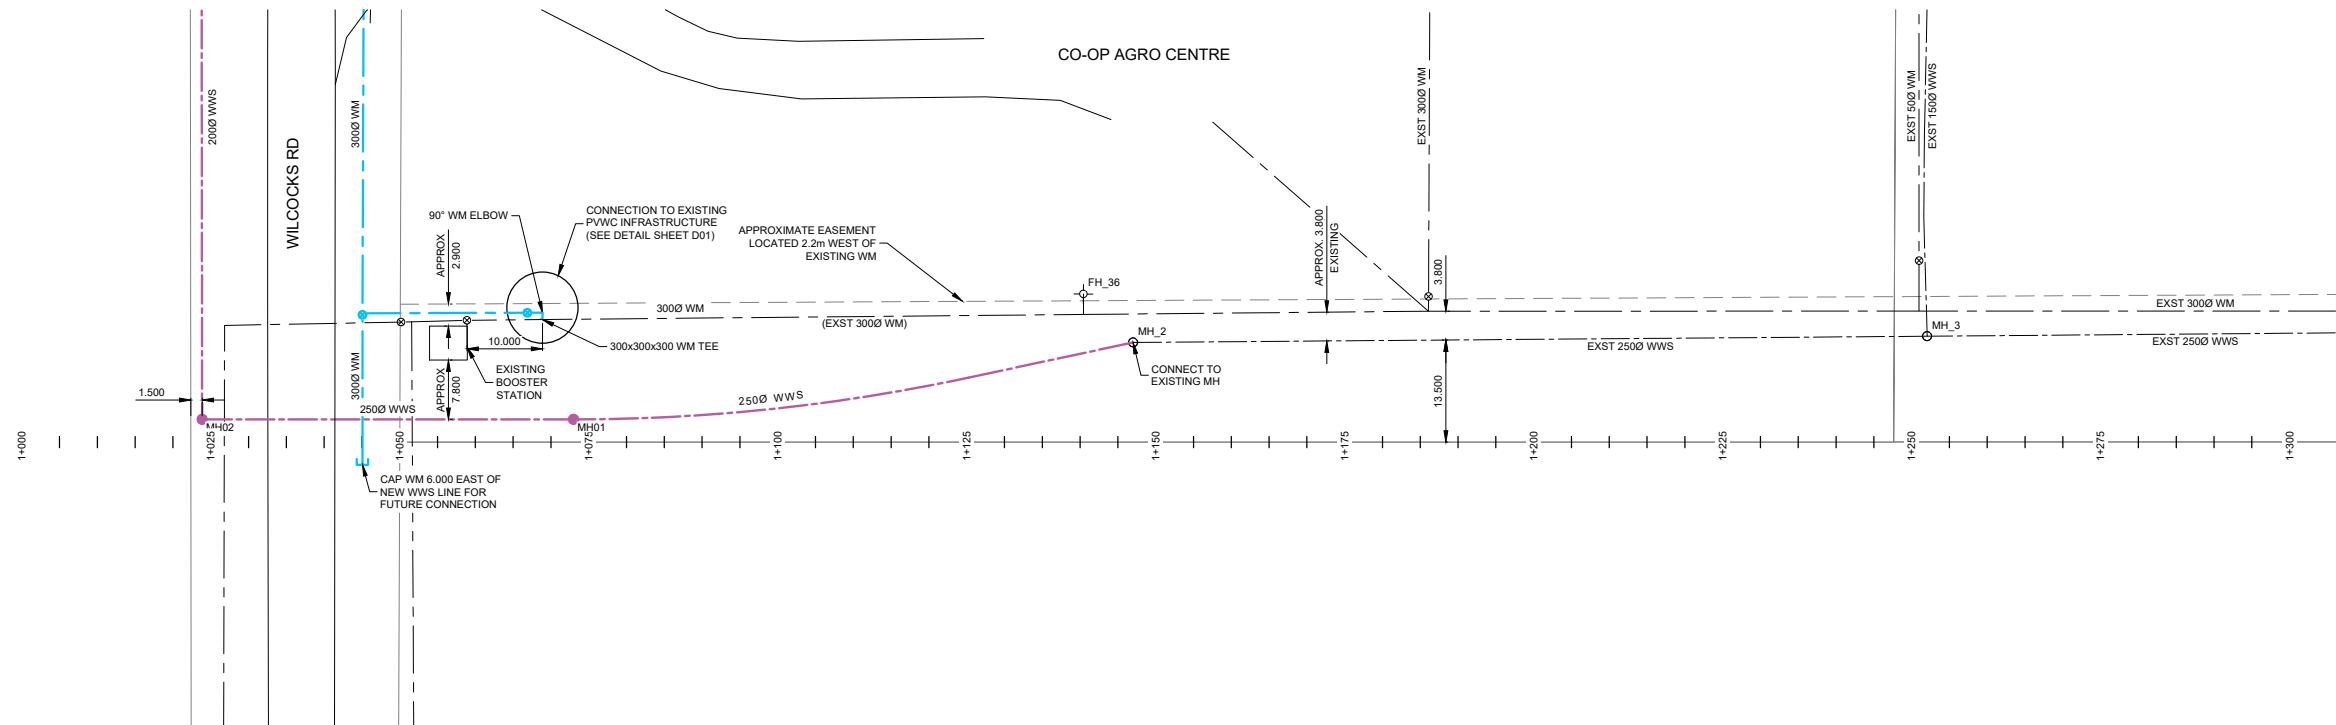 CO-OP AGRO CENTRE
200Ø WWS
WILCOCKS RD
300Ø WM
EXST 300Ø WM
EXST 50Ø WM
EXST 150Ø WWS
90° WM ELBOW
CONNECTION TO EXISTING
PVWC INFRASTRUCTURE
(SEE DETAIL SHEET D01)
APPROX
2.900
APPROXIMATE EASEMENT
LOCATED 2.2m WEST OF
EXISTING WM
APPROX. 3.800
EXISTING
3.800
FH_36
300Ø WM
(EXST 300Ø WM)
EXST 300Ø WM
MH_2
MH_3
10.000
300x300x300 WM TEE
EXST 250Ø WWS
EXST 250Ø WWS
EXISTING
BOOSTER
STATION
CONNECT TO
EXISTING MH
1.500
300Ø WM
APPROX
7.800
250Ø WWS
250Ø WWS
13.500
MH02
MH01
1+000
1+025
1+050
1+075
1+100
1+125
1+150
1+175
1+200
1+225
1+250
1+275
1+300
CAP WM 6.000 EAST OF
NEW WWS LINE FOR
FUTURE CONNECTION